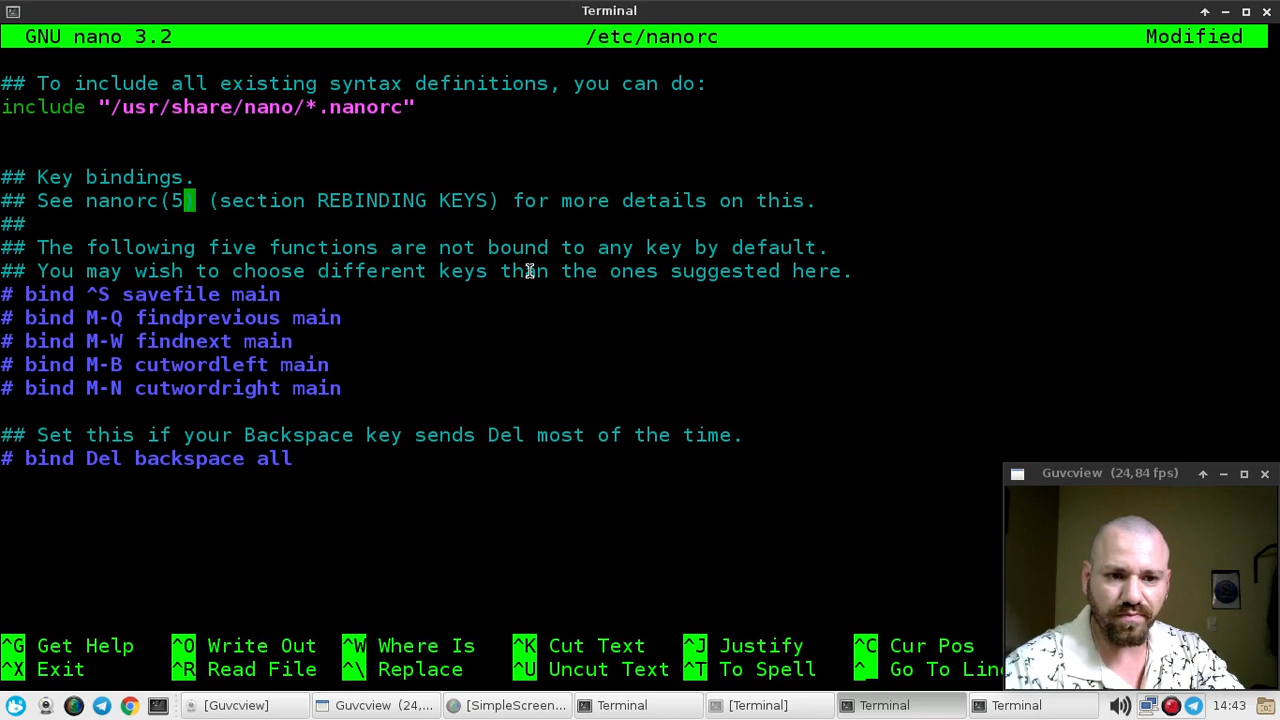 Terminal
GNU nano 3.2 /etc/nanorc Modified
## To include all existing syntax definitions, you can do:
include "/usr/share/nano/*.nanorc"
## Key bindings.
## See nanorc(5) (section REBINDING KEYS) for more details on this.
##
## The following five functions are not bound to any key by default.
## You may wish to choose different keys than the ones suggested here.
# bind ^S savefile main
# bind M-Q findprevious main
# bind M-W findnext main
# bind M-B cutwordleft main
# bind M-N cutwordright main
## Set this if your Backspace key sends Del most of the time.
# bind Del backspace all
Guvcview (24,84 fps)
^G Get Help ^O Write Out ^W Where Is ^K Cut Text ^J Justify ^C Cur Pos
^X Exit ^R Read File ^\ Replace ^U Uncut Text ^T To Spell ^_ Go To Lin
[Guvcview] Guvcview (24,... [SimpleScreen... Terminal [Terminal] Terminal Terminal 14:43